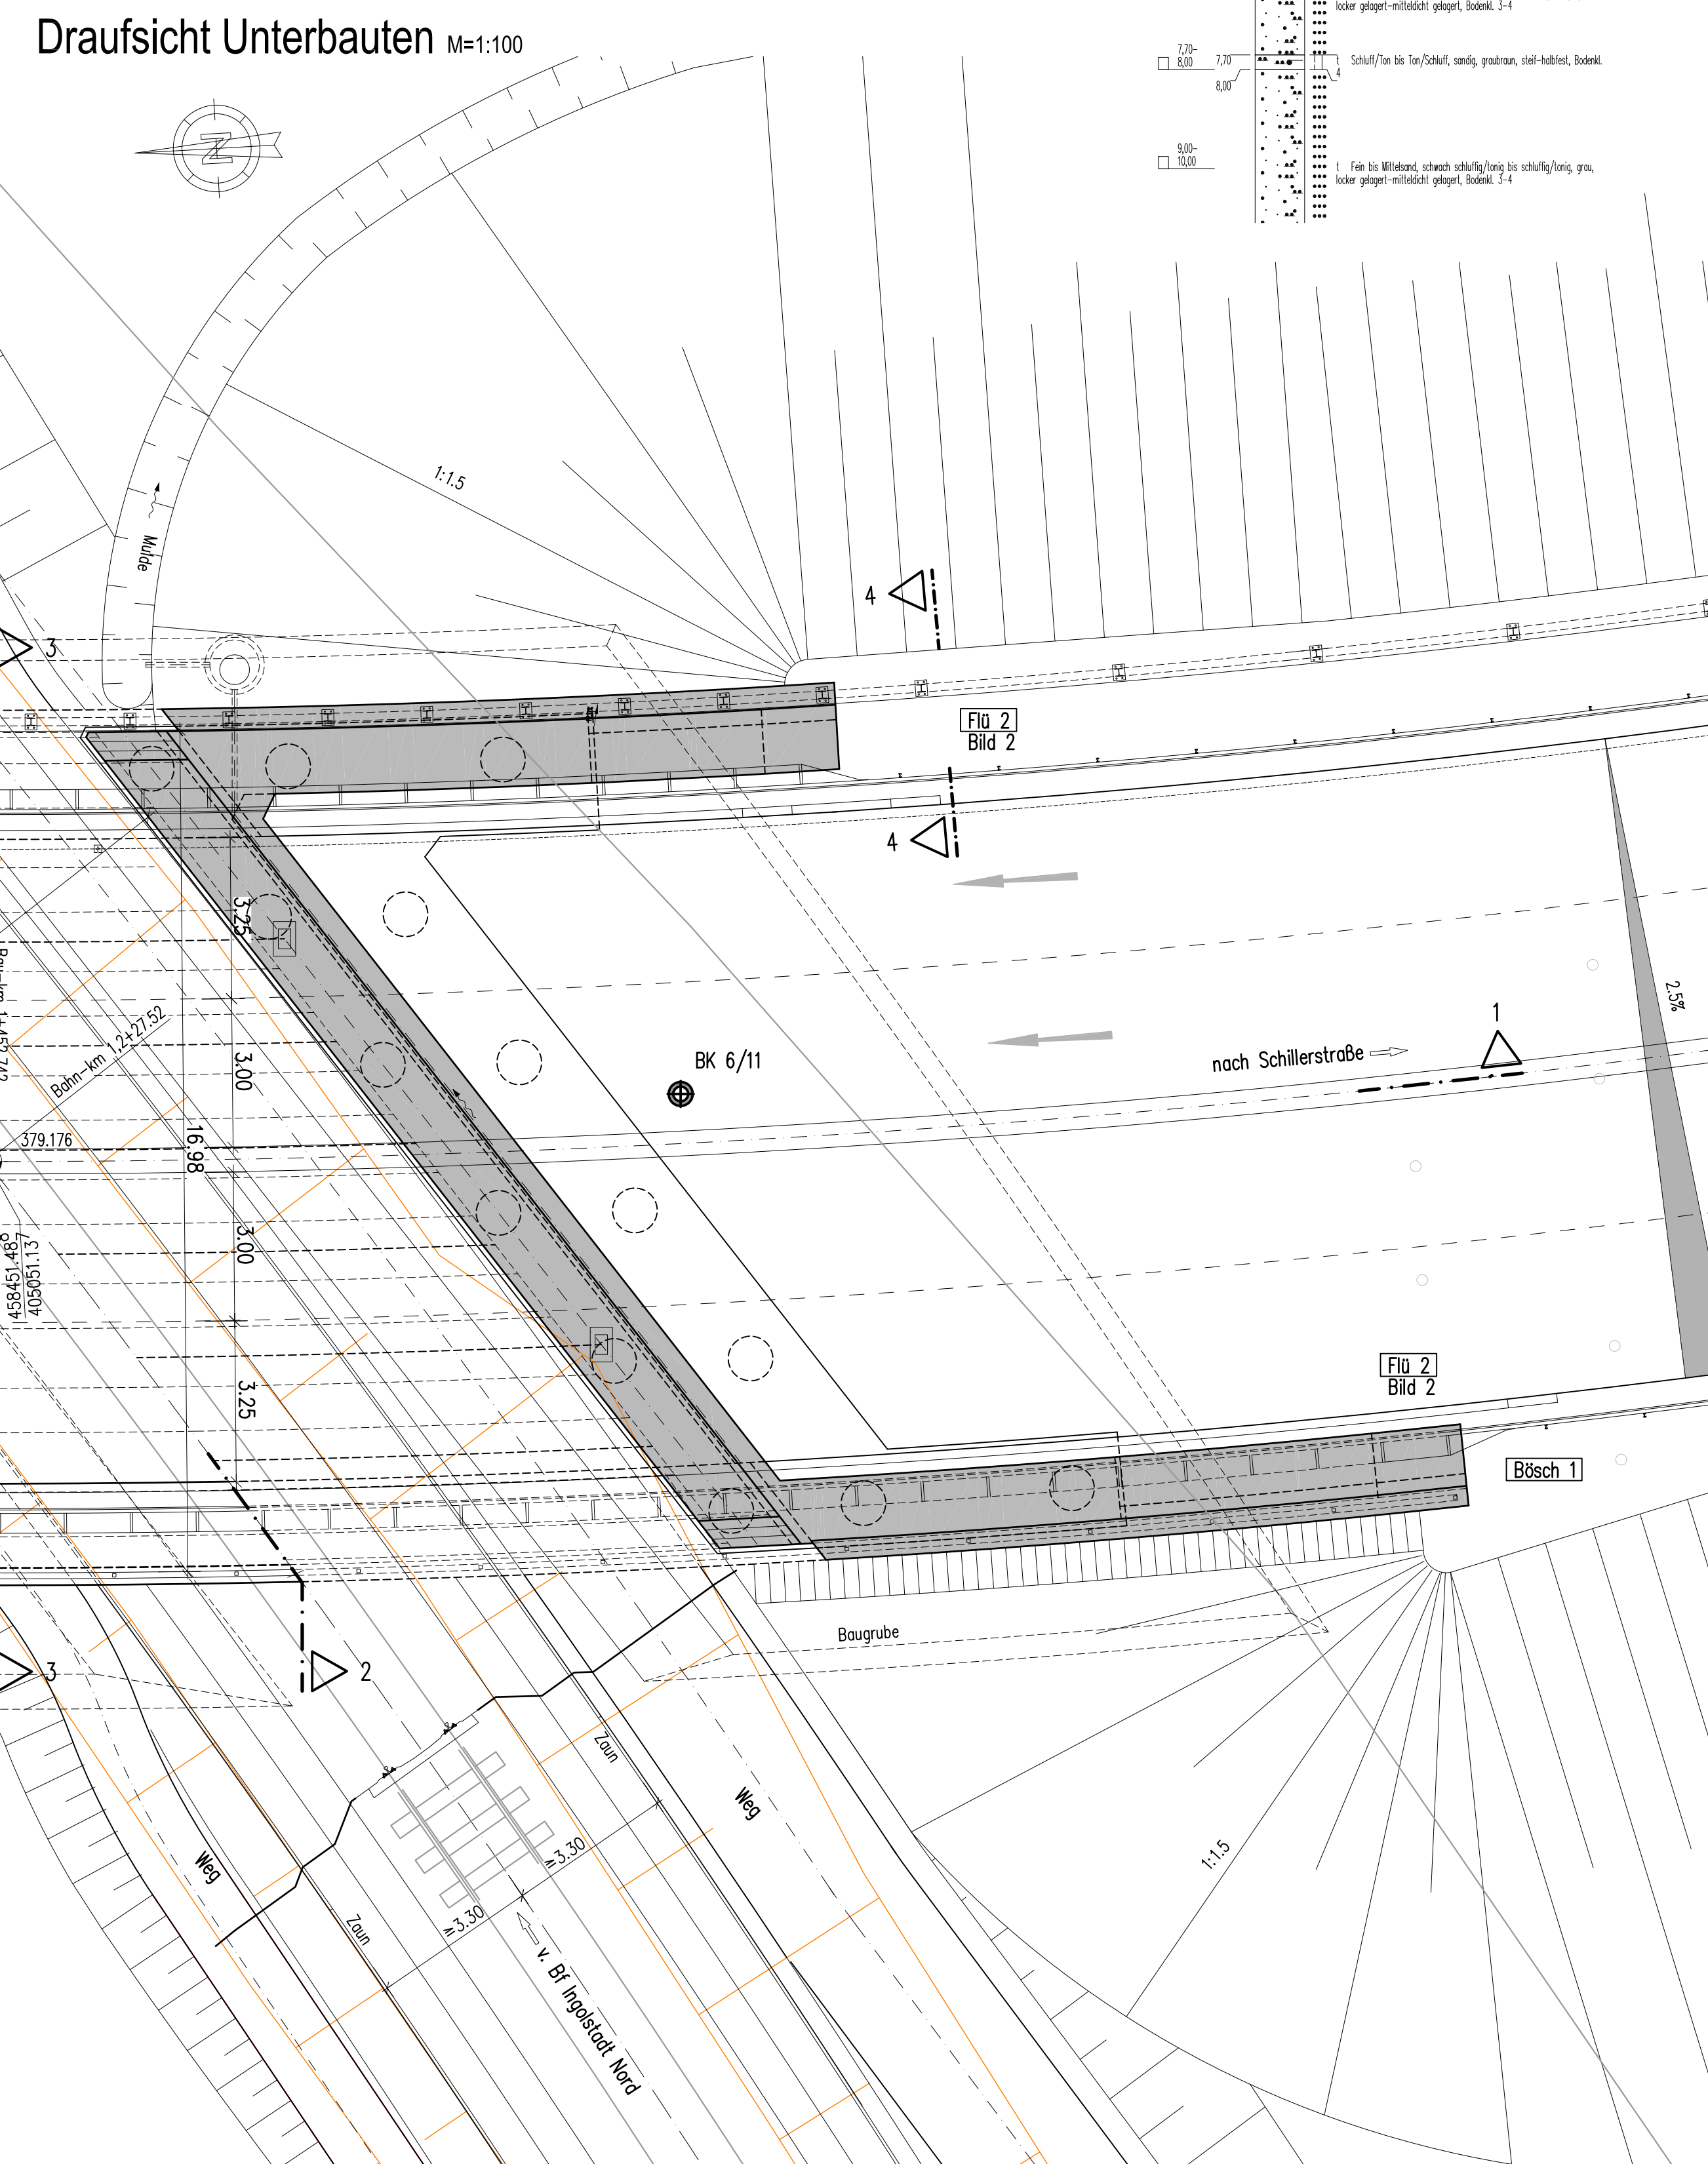 Draufsicht Unterbauten M=1:100
locker gelagert-mitteldicht gelagert, Bodenkl. 3-4
7,70-
8,00
7,70
8,00
t Schluff/Ton bis Ton/Schluff, sandig, graubraun, steif-halbfest, Bodenkl.
4
9,00-
10,00
t Fein bis Mittelsand, schwach schluffig/tonig bis schluffig/tonig, grau,
locker gelagert-mitteldicht gelagert, Bodenkl. 3-4
N
1:1.5
Mulde
4
3
Flü 2
Bild 2
4
3.25
2.5%
Bahn-km 1,2+27.52
3.00
BK 6/11
nach Schillerstraße
1
379.176
16.98
3.00
458451.48
405051.13
3.25
Flü 2
Bild 2
Bösch 1
Baugrube
3
2
Zaun
Weg
Weg
≥3.30
≥3.30
Zaun
1:1.5
v. Bf Ingolstadt Nord